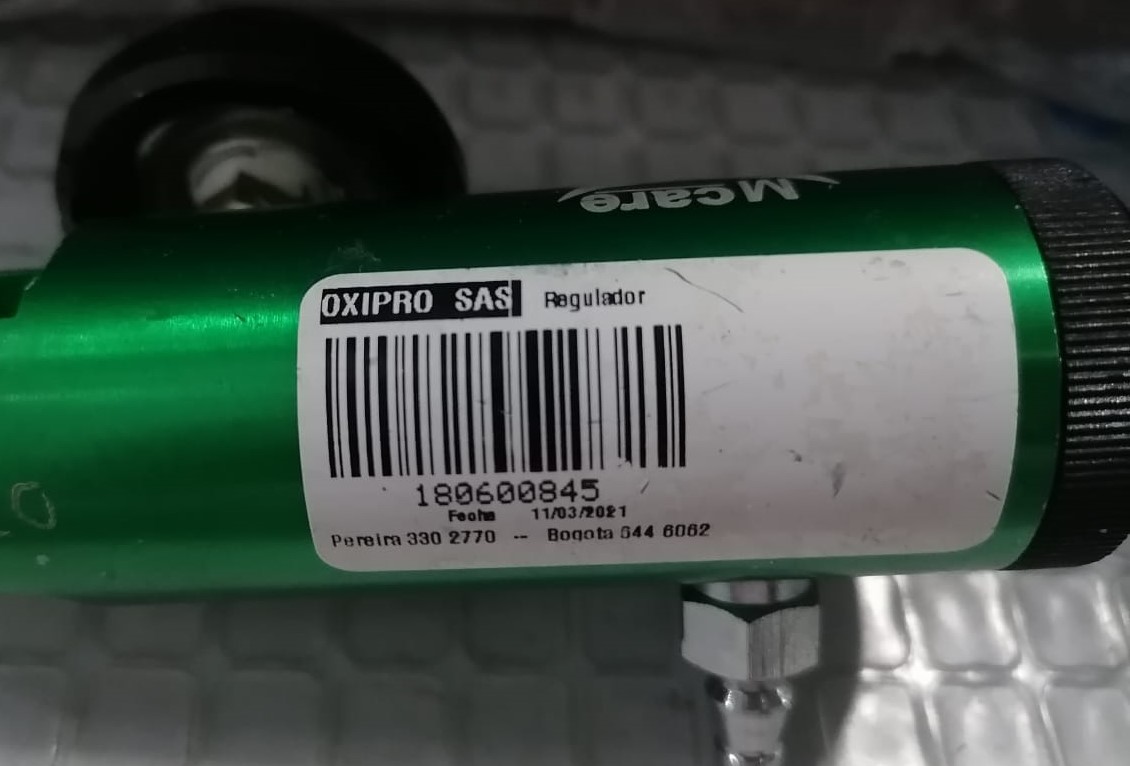 Mcare
OXIPRO SAS Regulador
180600845
Fecha 11/03/2021
Pereira 330 2770 -- Bogota 644 6062